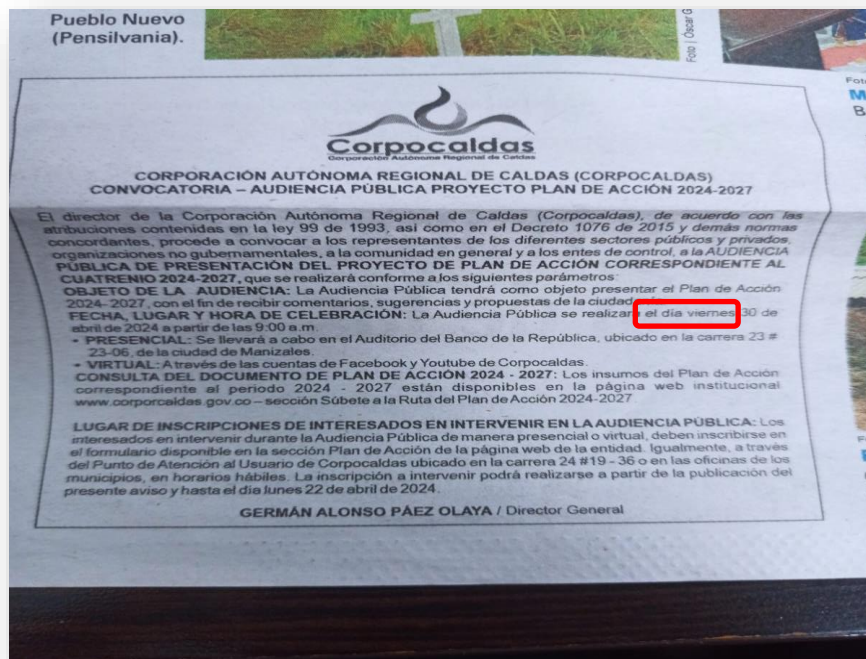 Pueblo Nuevo
(Pensilvania).
Foto | Óscar G
Corpocaldas
Corporación Autónoma Regional de Caldas
CORPORACIÓN AUTÓNOMA REGIONAL DE CALDAS (CORPOCALDAS)
CONVOCATORIA – AUDIENCIA PÚBLICA PROYECTO PLAN DE ACCIÓN 2024-2027
El director de la Corporación Autónoma Regional de Caldas (Corpocaldas), de acuerdo con las
atribuciones contenidas en la ley 99 de 1993, así como en el Decreto 1076 de 2015 y demás normas
concordantes, procede a convocar a los representantes de los diferentes sectores públicos y privados,
organizaciones no gubernamentales, a la comunidad en general y a los entes de control, a la AUDIENCIA
PÚBLICA DE PRESENTACIÓN DEL PROYECTO DE PLAN DE ACCIÓN CORRESPONDIENTE AL
CUATRENIO 2024-2027, que se realizará conforme a los siguientes parámetros:
OBJETO DE LA AUDIENCIA: La Audiencia Pública tendrá como objeto presentar el Plan de Acción
2024-2027, con el fin de recibir comentarios, sugerencias y propuestas de la
FECHA, LUGAR Y HORA DE CELEBRACIÓN: La Audiencia Pública se realizará el día viernes 30 de
abril de 2024 a partir de las 9:00 a.m.
• PRESENCIAL: Se llevará a cabo en el Auditorio del Banco de la República, ubicado en la carrera 23 #
23-06, de la ciudad de Manizales.
• VIRTUAL: A través de las cuentas de Facebook y Youtube de Corpocaldas.
CONSULTA DEL DOCUMENTO DE PLAN DE ACCIÓN 2024 - 2027: Los insumos del Plan de Acción
correspondiente al periodo 2024 - 2027 están disponibles en la página web institucional
www.corporcaldas.gov.co – sección Súbete a la Ruta del Plan de Acción 2024-2027
LUGAR DE INSCRIPCIONES DE INTERESADOS EN INTERVENIR EN LA AUDIENCIA PÚBLICA: Los
interesados en intervenir durante la Audiencia Pública de manera presencial o virtual, deben inscribirse en
el formulario disponible en la sección Plan de Acción de la página web de la entidad. Igualmente, a través
del Punto de Atención al Usuario de Corpocaldas ubicado en la carrera 24 #19 - 36 o en las oficinas de los
municipios, en horarios hábiles. La inscripción a intervenir podrá realizarse a partir de la publicación del
presente aviso y hasta el día lunes 22 de abril de 2024.
GERMÁN ALONSO PÁEZ OLAYA / Director General